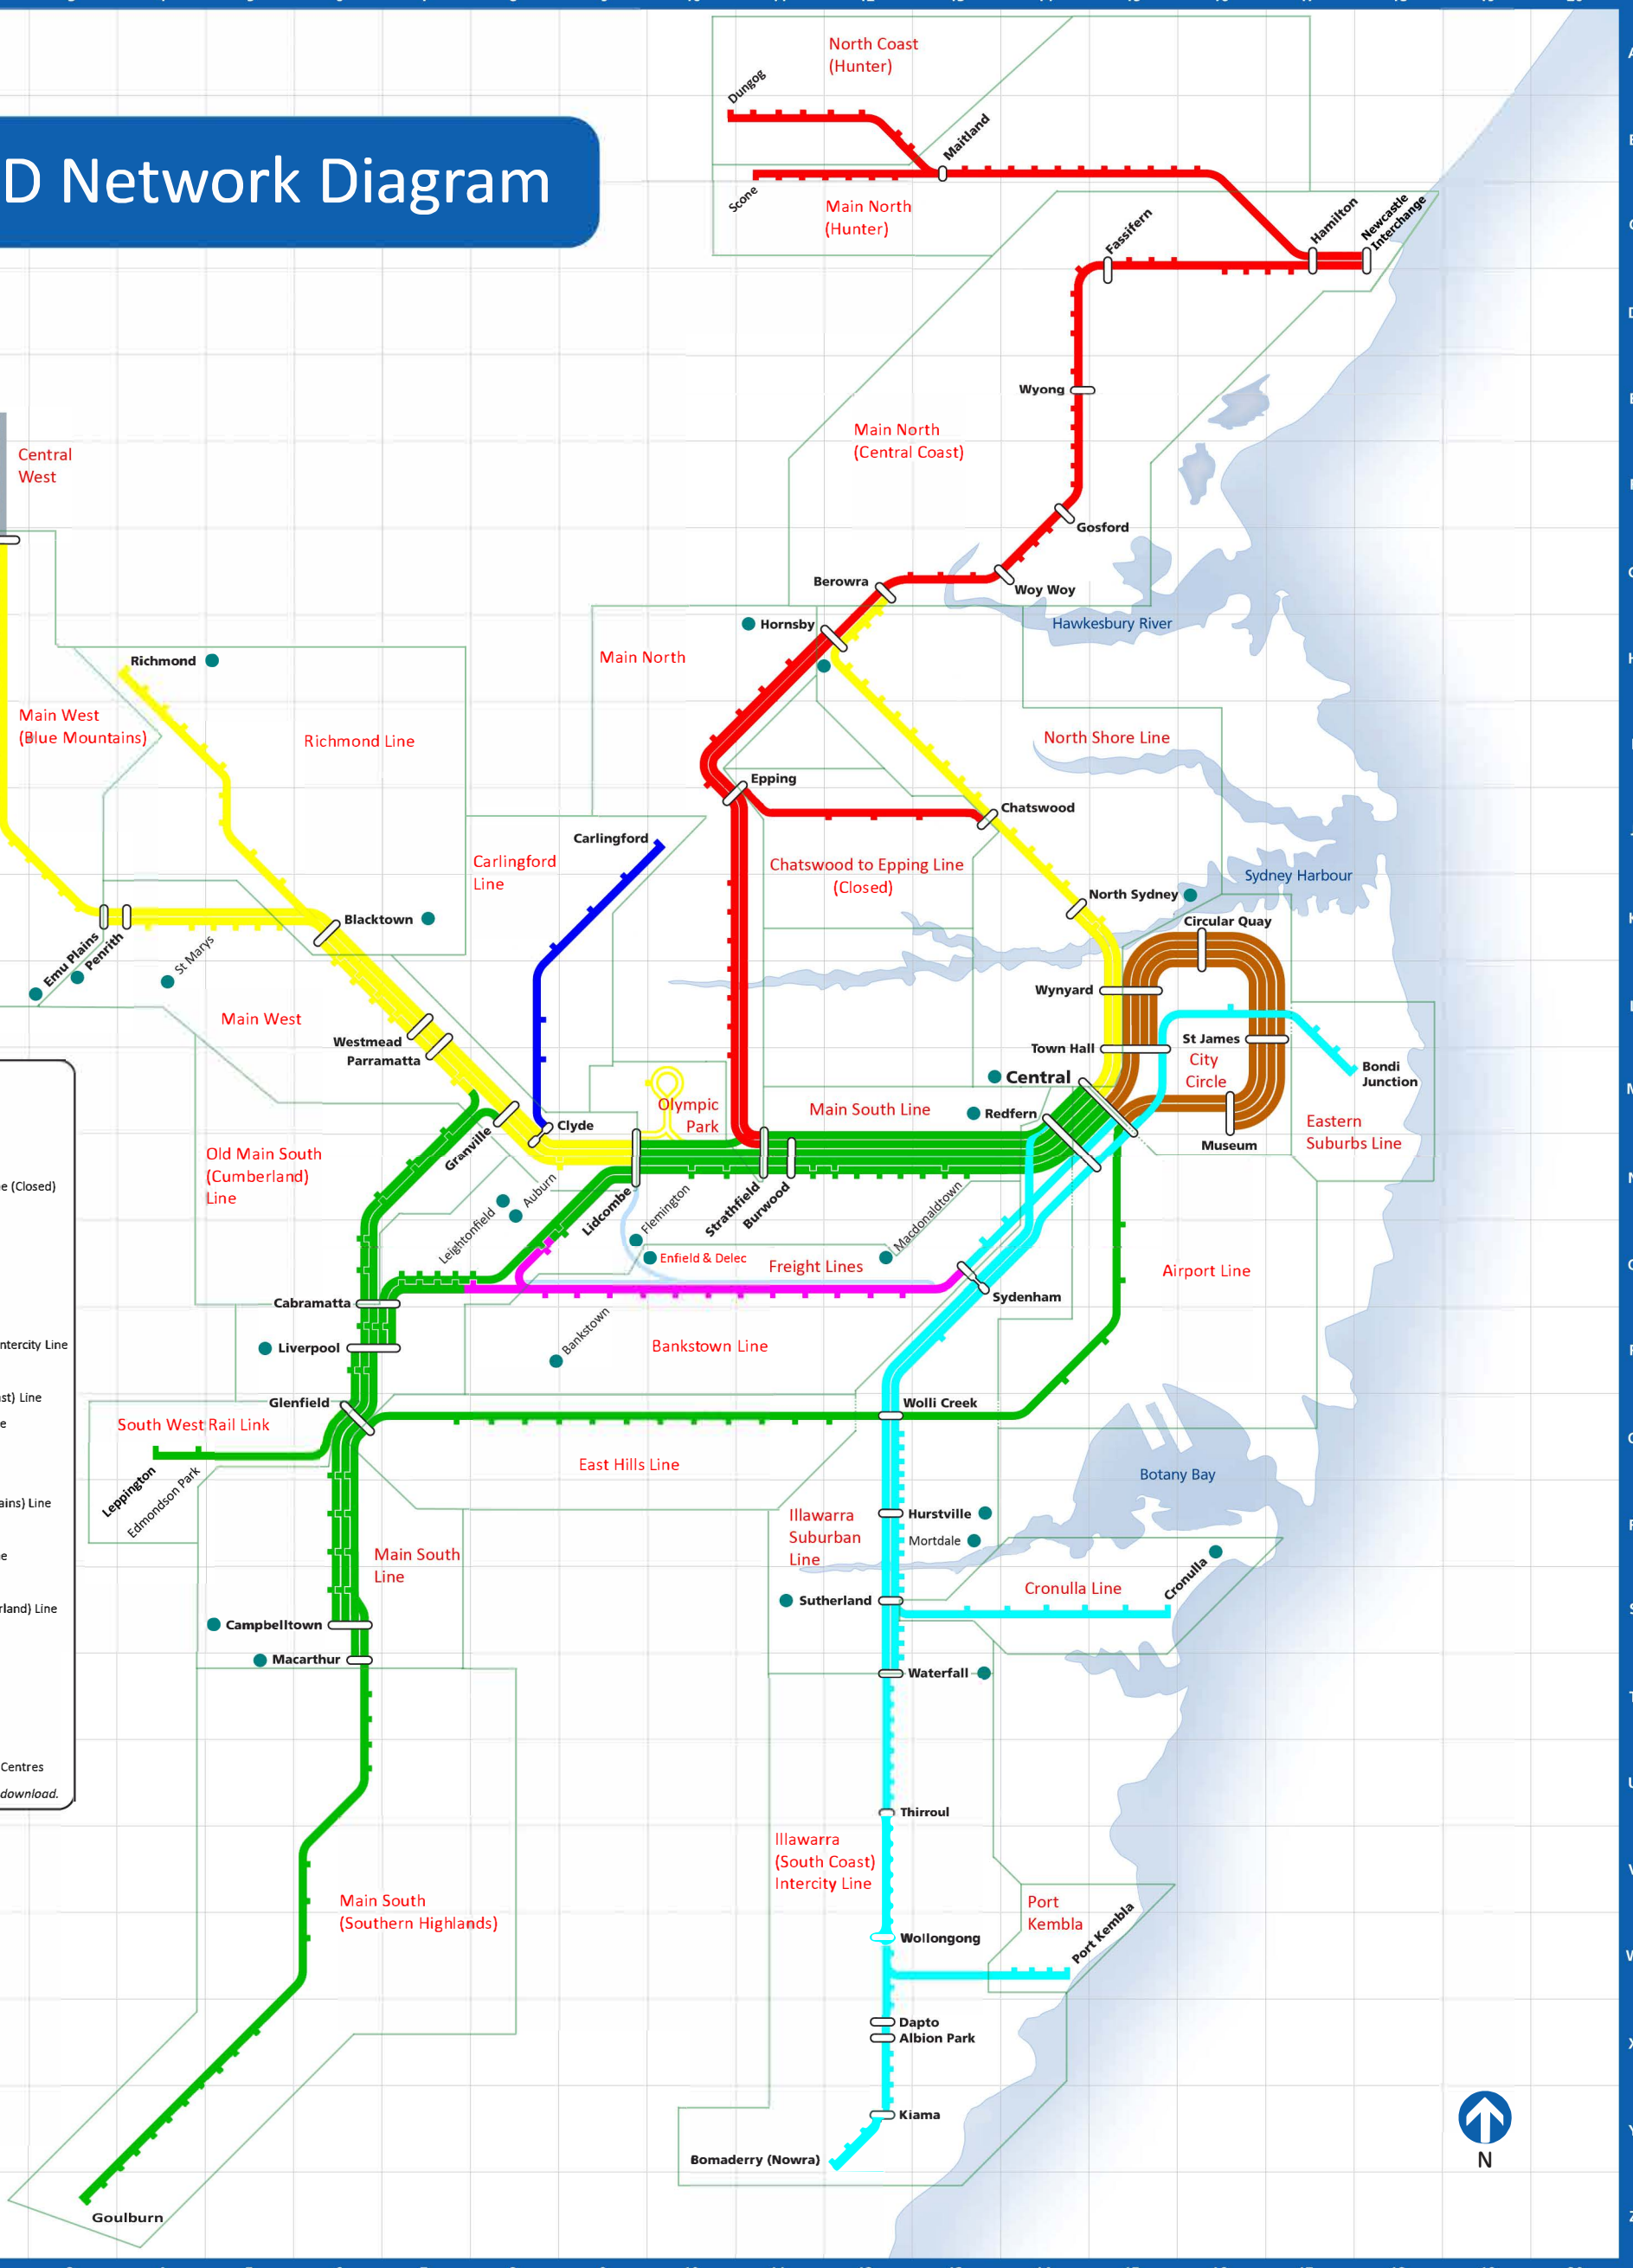 D Network Diagram
North Coast
(Hunter)
Dungog
Maitland
Scone
Main North
(Hunter)
Fassifern
Hamilton
Newcastle
Interchange
Wyong
Central
West
Main North
(Central Coast)
Gosford
Berowra
Woy Woy
Hornsby
Hawkesbury River
Richmond
Main North
Main West
(Blue Mountains)
Richmond Line
North Shore Line
Epping
Chatswood
Carlingford
Carlingford
Line
Chatswood to Epping Line
(Closed)
Sydney Harbour
North Sydney
Blacktown
Circular Quay
Emu Plains
Penrith
St Marys
Wynyard
Main West
Westmead
Parramatta
Town Hall
St James
City
Circle
Bondi
Junction
Central
Olympic
Park
Main South Line
Redfern
Clyde
Granville
Museum
Eastern
Suburbs Line
Old Main South
(Cumberland)
Line
e (Closed)
Leightonfield
Auburn
Lidcombe
Flemington
Strathfield
Burwood
Macdonaldtown
Enfield & Delec
Freight Lines
Airport Line
Cabramatta
Sydenham
Liverpool
Bankstown
Bankstown Line
ntercity Line
st) Line
e
Glenfield
Wolli Creek
South West Rail Link
Leppington
Edmondson Park
East Hills Line
Botany Bay
ains) Line
Illawarra
Suburban
Line
Hurstville
Mortdale
e
Main South
Line
Cronulla Line
Cronulla
Sutherland
rland) Line
Campbelltown
Macarthur
Waterfall
Centres
download.
Thirroul
Illawarra
(South Coast)
Intercity Line
Main South
(Southern Highlands)
Port
Kembla
Port Kembla
Wollongong
Dapto
Albion Park
Kiama
Bomaderry (Nowra)
N
Goulburn